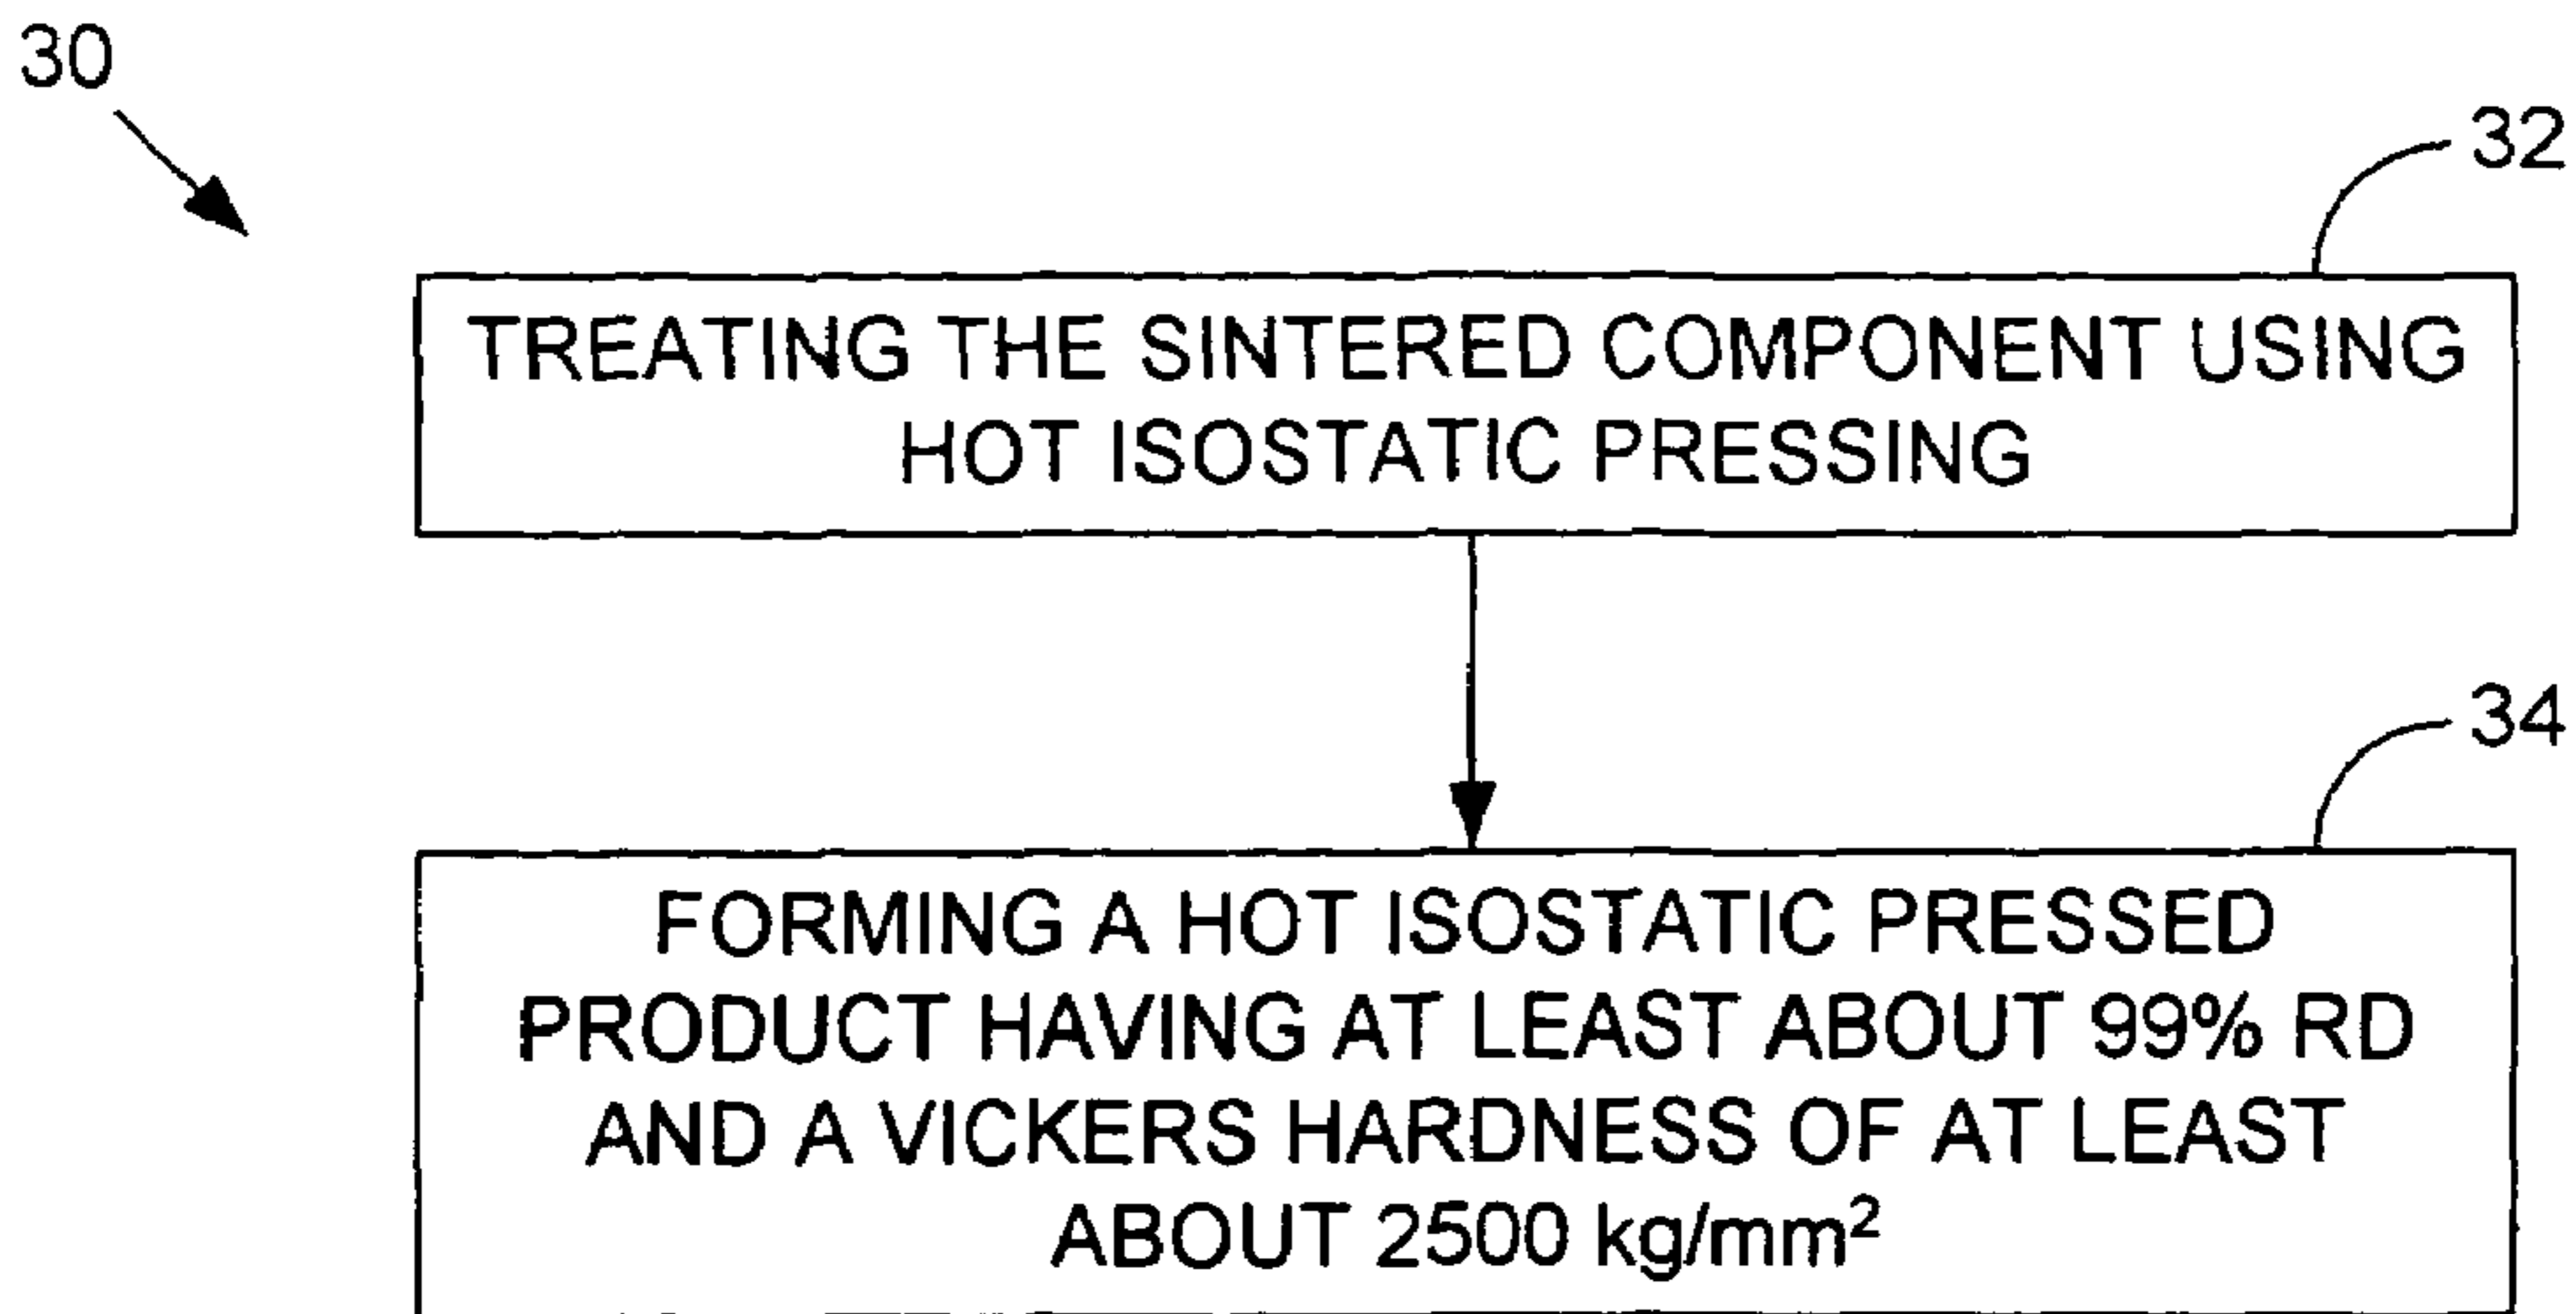 30
32
TREATING THE SINTERED COMPONENT USING
HOT ISOSTATIC PRESSING
34
FORMING A HOT ISOSTATIC PRESSED
PRODUCT HAVING AT LEAST ABOUT 99% RD
AND A VICKERS HARDNESS OF AT LEAST
ABOUT 2500 kg/mm²